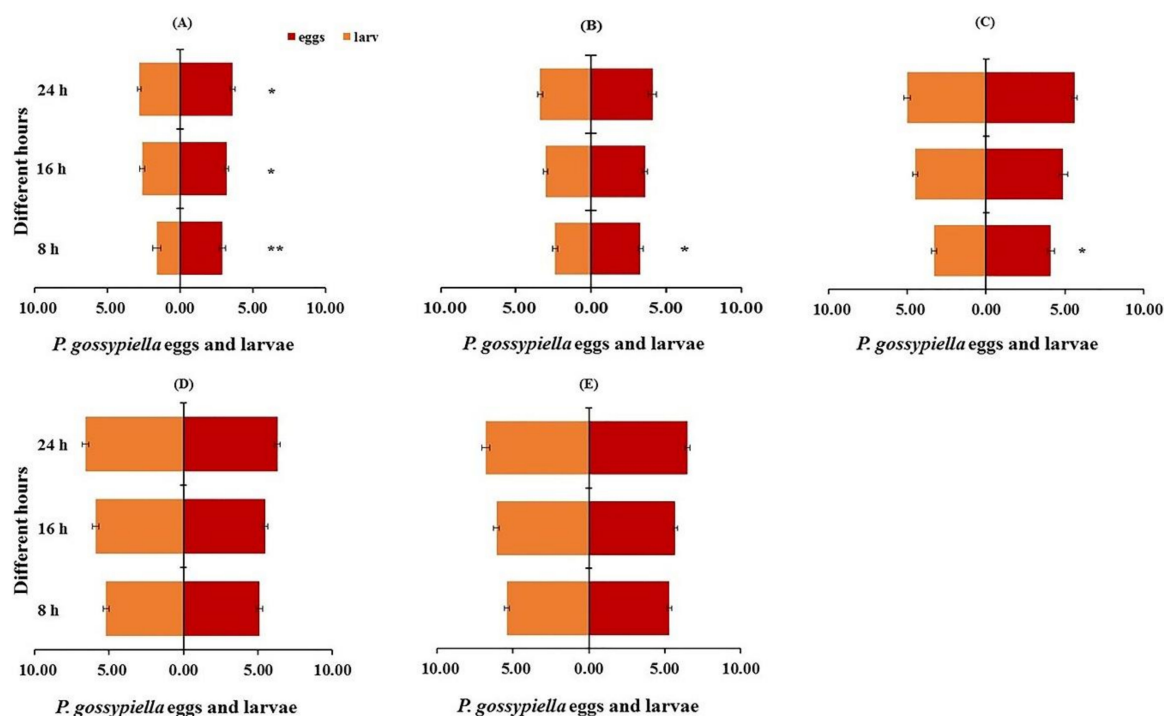 (A)
(B)
(C)
eggs larv
24 h
*
16 h
*
8 h
**
*
*
Different hours
10.00 5.00 0.00 5.00 10.00
10.00 5.00 0.00 5.00 10.00
10.00 5.00 0.00 5.00 10.00
P. gossypiella eggs and larvae
P. gossypiella eggs and larvae
P. gossypiella eggs and larvae
(D)
(E)
24 h
16 h
8 h
Different hours
10.00 5.00 0.00 5.00 10.00
10.00 5.00 0.00 5.00 10.00
P. gossypiella eggs and larvae
P. gossypiella eggs and larvae